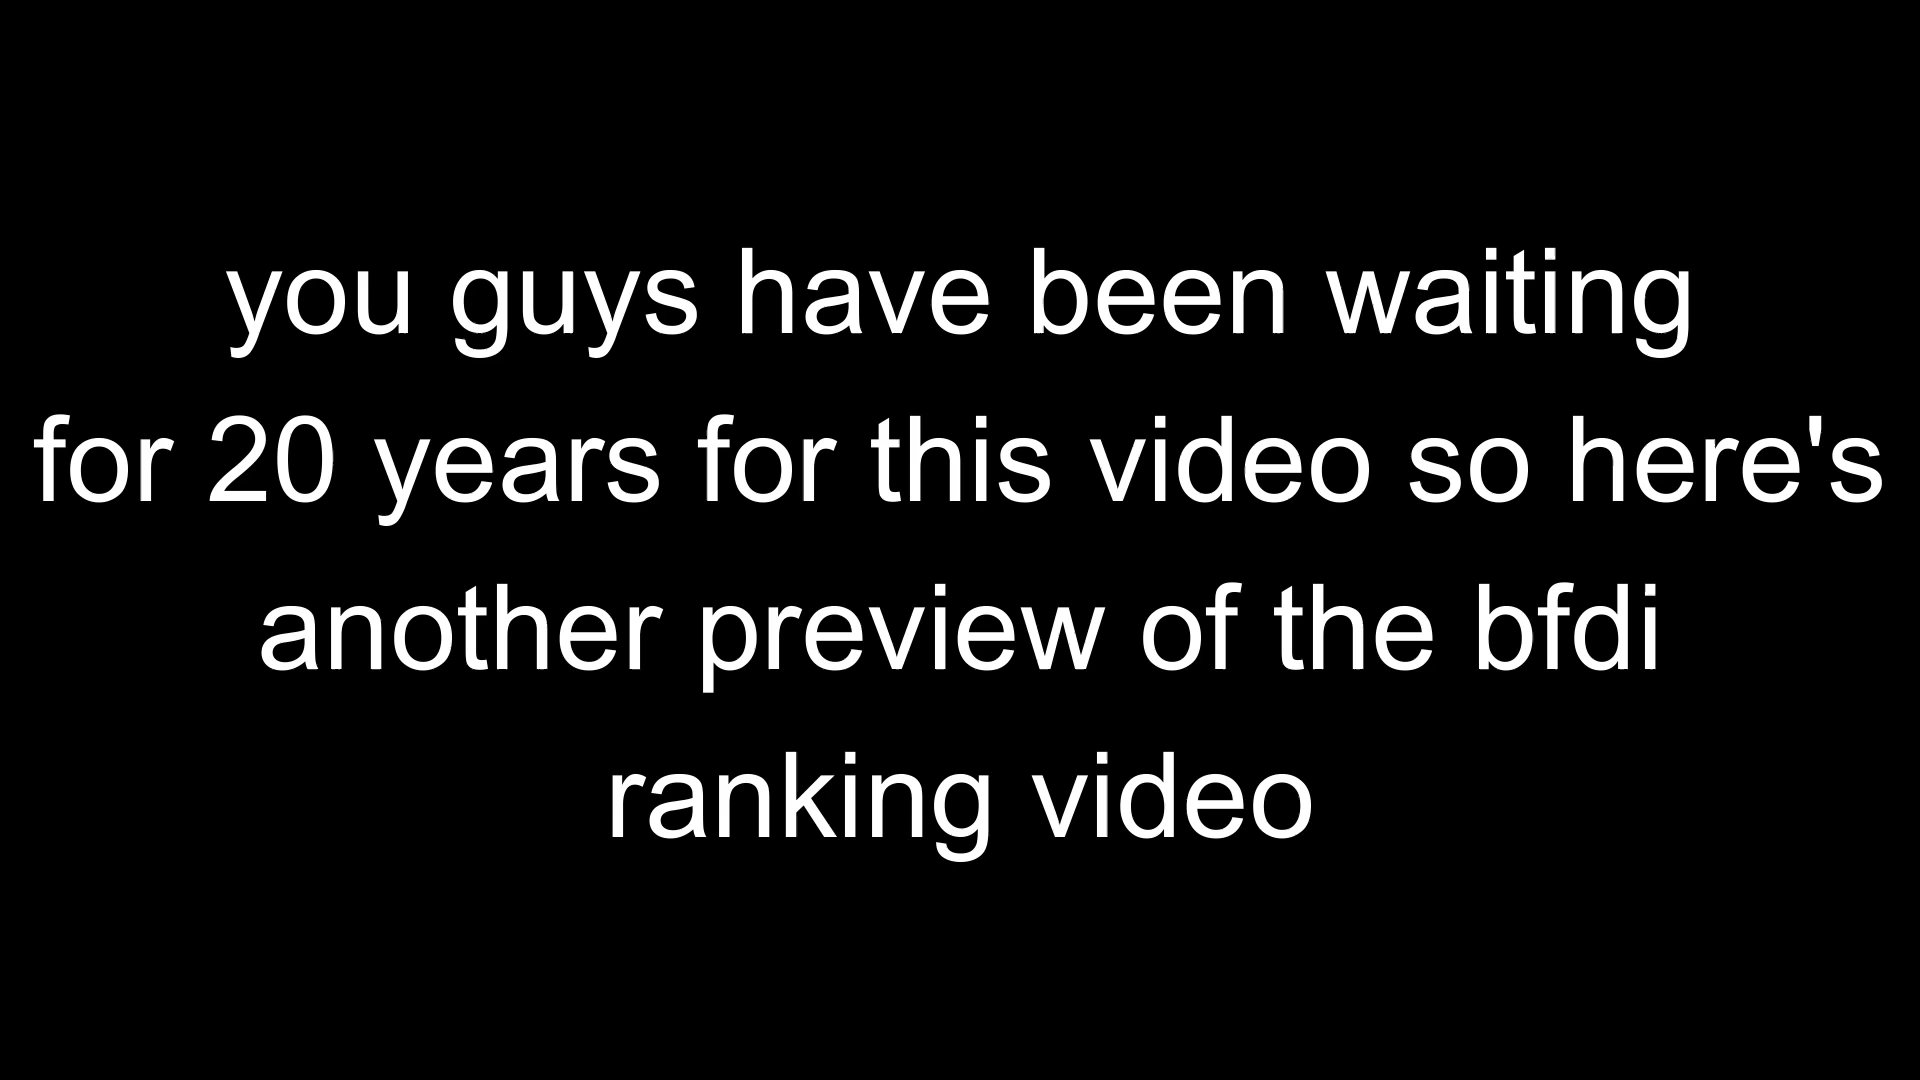 you guys have been waiting
for 20 years for this video so here's
another preview of the bfdi
ranking video